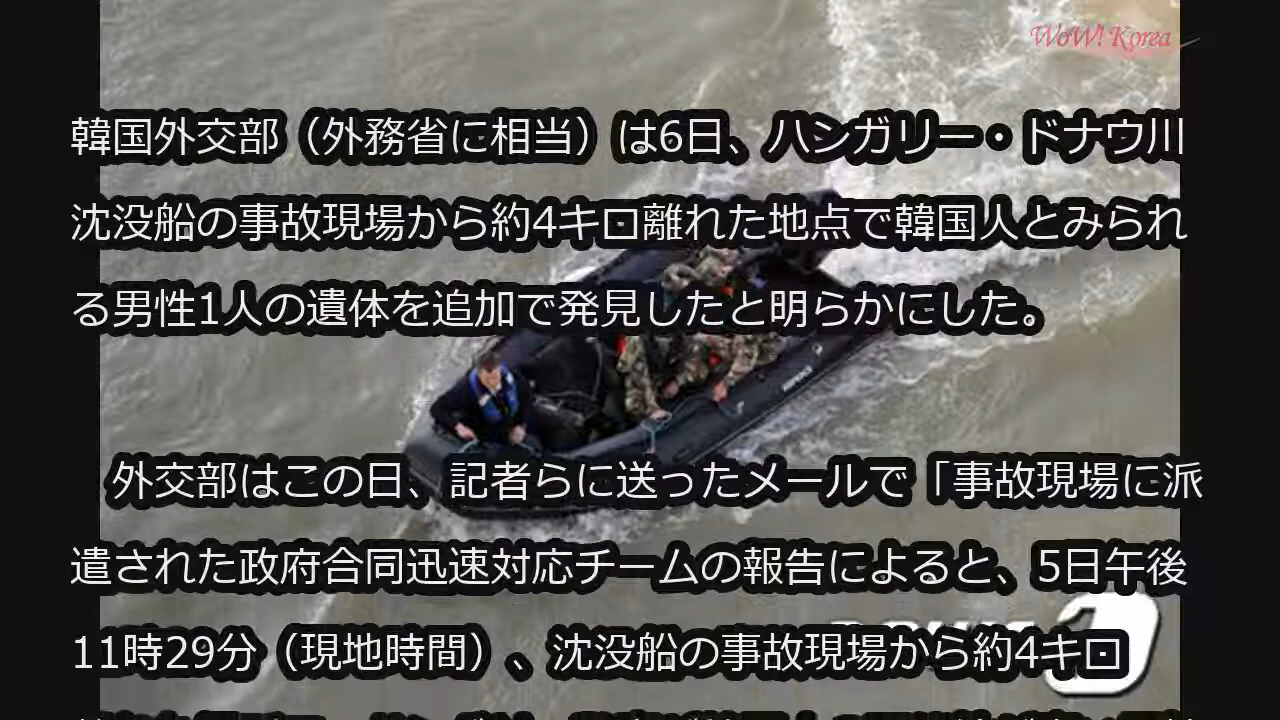 WoW! Korea
韓国外交部（外務省に相当）は6日、ハンガリー・ドナウ川
沈没船の事故現場から約4キロ離れた地点で韓国人とみられ
る男性1人の遺体を追加で発見したと明らかにした。
外交部はこの日、記者らに送ったメールで「事故現場に派
遣された政府合同迅速対応チームの報告によると、5日午後
11時29分（現地時間）、沈没船の事故現場から約4キロ